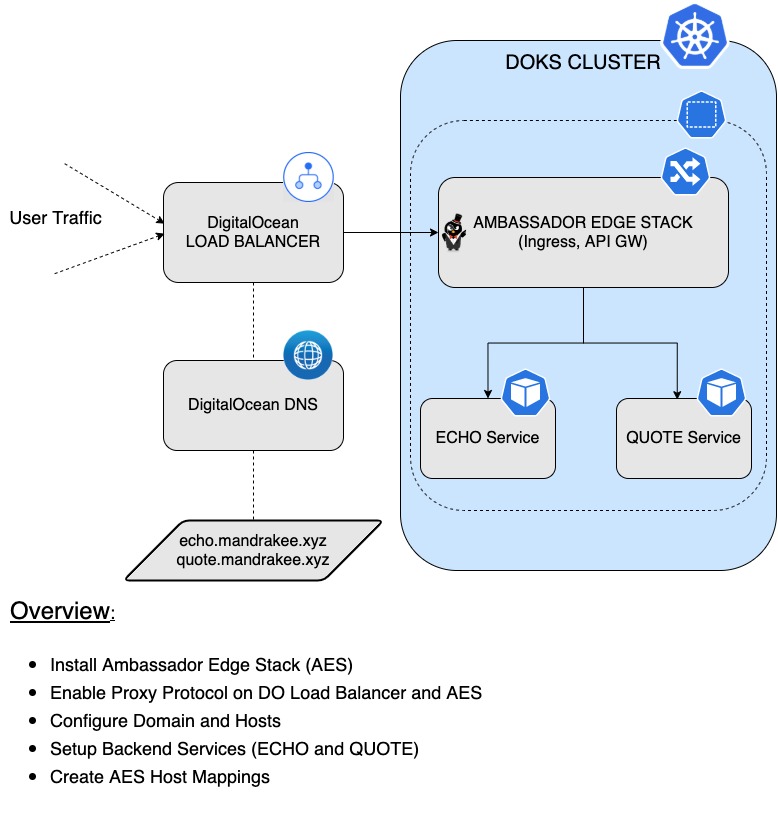 DOKS CLUSTER
User Traffic
DigitalOcean
LOAD BALANCER
AMBASSADOR EDGE STACK
(Ingress, API GW)
DigitalOcean DNS
ECHO Service
QUOTE Service
echo.mandrakee.xyz
quote.mandrakee.xyz
Overview:
• Install Ambassador Edge Stack (AES)
• Enable Proxy Protocol on DO Load Balancer and AES
• Configure Domain and Hosts
• Setup Backend Services (ECHO and QUOTE)
• Create AES Host Mappings